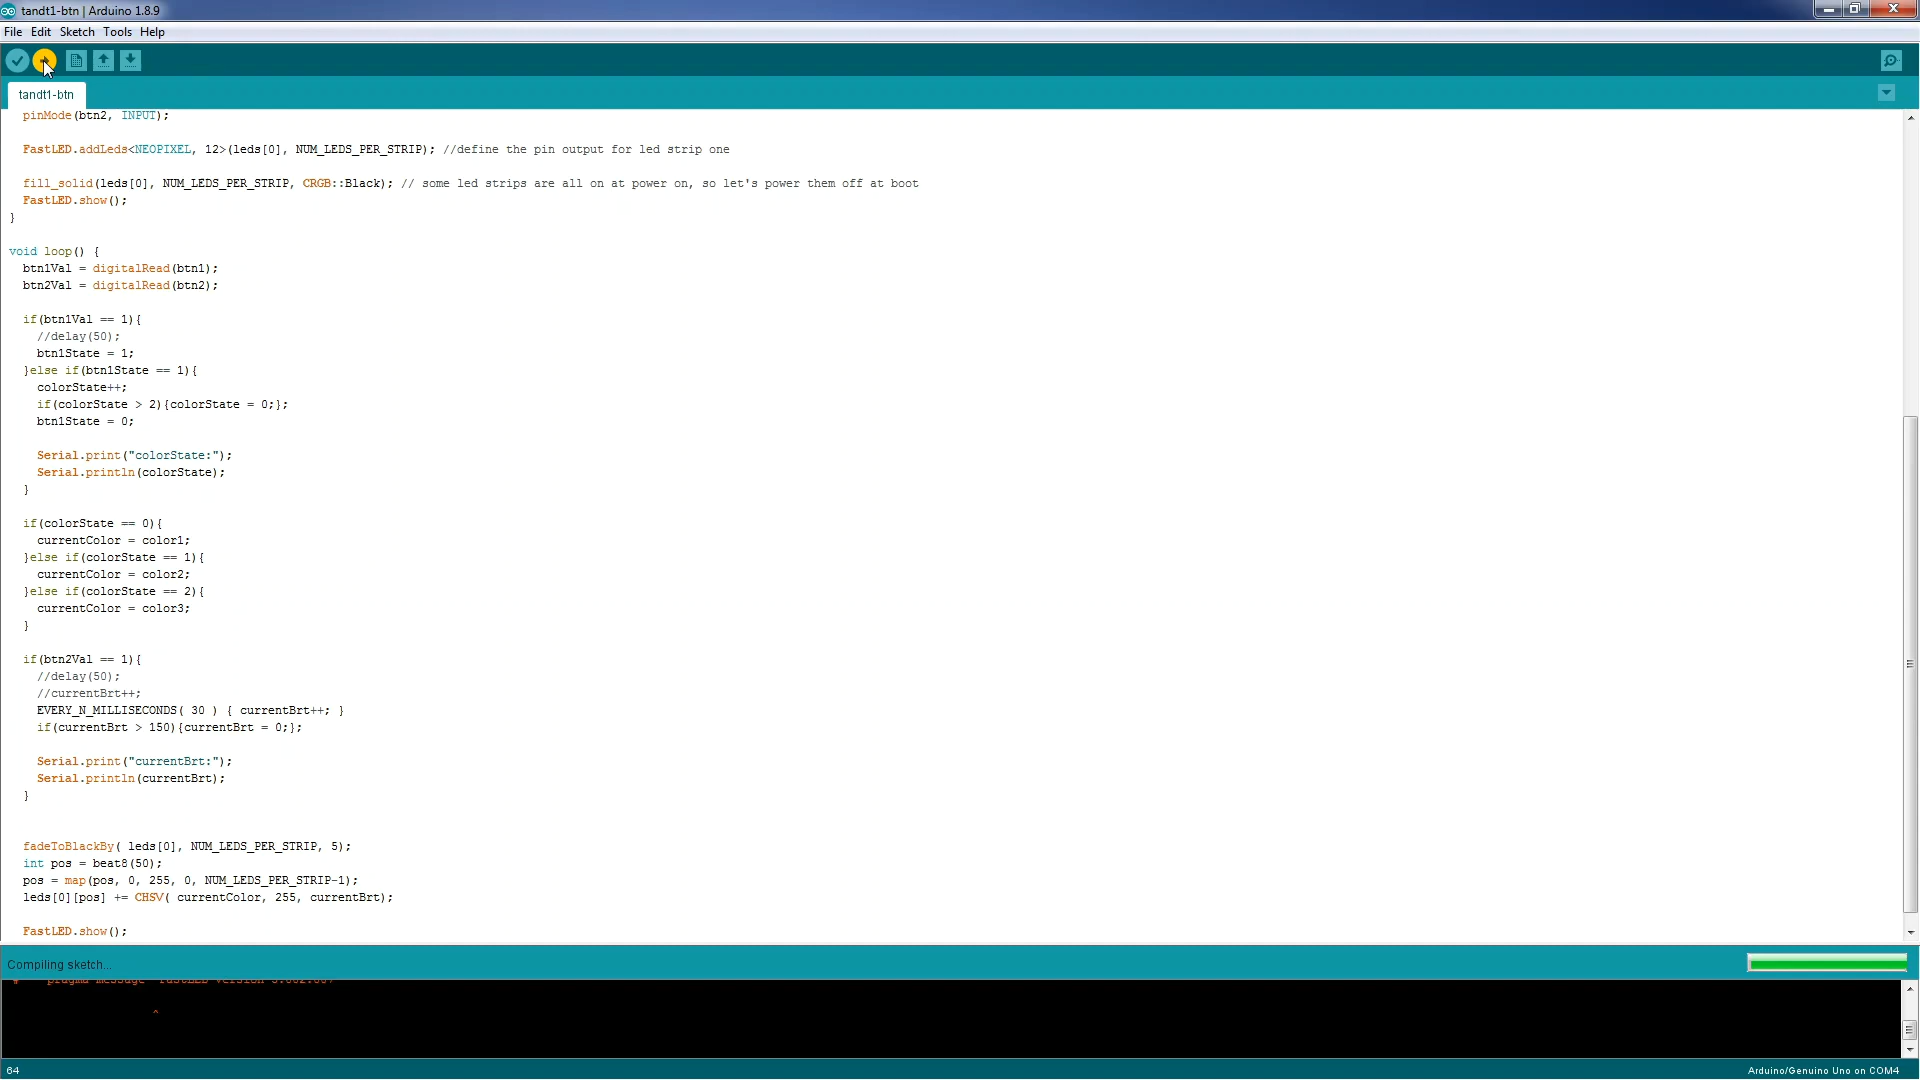 tandt1-btn | Arduino 1.8.9
File Edit Sketch Tools Help
tandt1-btn
pinMode(btn2, INPUT);
FastLED.addLeds<NEOPIXEL, 12>(leds[0], NUM_LEDS_PER_STRIP); //define the pin output for led strip one
fill_solid(leds[0], NUM_LEDS_PER_STRIP, CRGB::Black); // some led strips are all on at power on, so let's power them off at boot
FastLED.show();
}
void loop() {
btn1Val = digitalRead(btn1);
btn2Val = digitalRead(btn2);
if(btn1Val == 1){
//delay(50);
btn1State = 1;
}else if(btn1State == 1){
colorState++;
if(colorState > 2){colorState = 0;};
btn1State = 0;
Serial.print("colorState:");
Serial.println(colorState);
}
if(colorState == 0){
currentColor = color1;
}else if(colorState == 1){
currentColor = color2;
}else if(colorState == 2){
currentColor = color3;
}
if(btn2Val == 1){
//delay(50);
//currentBrt++;
EVERY_N_MILLISECONDS( 30 ) { currentBrt++; }
if(currentBrt > 150){currentBrt = 0;};
Serial.print("currentBrt:");
Serial.println(currentBrt);
}
fadeToBlackBy( leds[0], NUM_LEDS_PER_STRIP, 5);
int pos = beat8(50);
pos = map(pos, 0, 255, 0, NUM_LEDS_PER_STRIP-1);
leds[0][pos] += CHSV( currentColor, 255, currentBrt);
FastLED.show();
Compiling sketch...
# pragma message "FastLED version 3.002.007"
^
64
Arduino/Genuino Uno on COM4